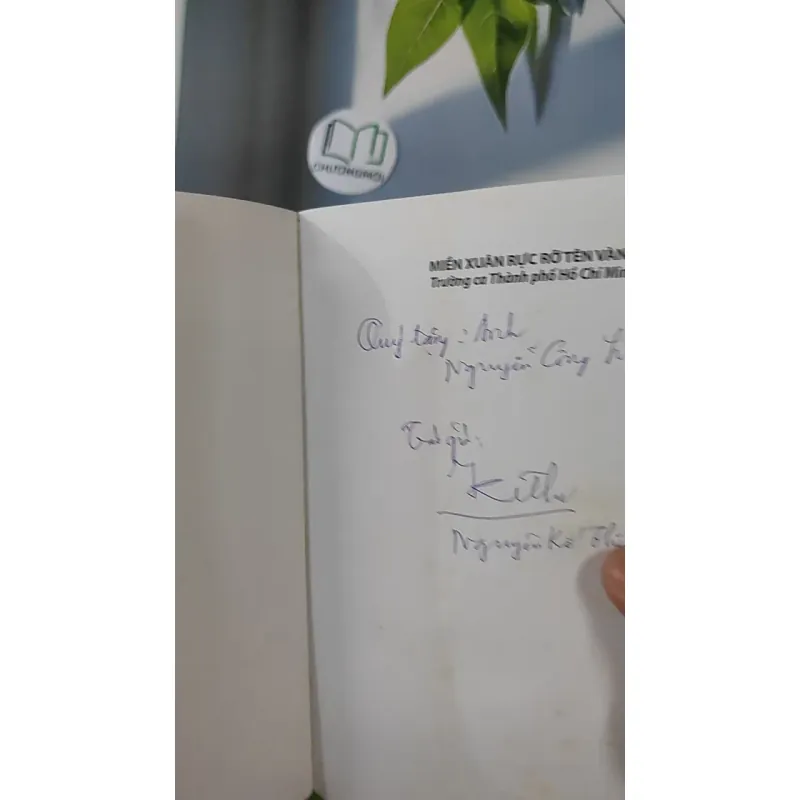 MIỀN XUÂN RỰC RỠ TÊN VÀN
Trường ca Thành phố Hồ Chí Min
Quý tặng: Anh
Nguyễn Công
Tác giả:
Nguyễn Kế